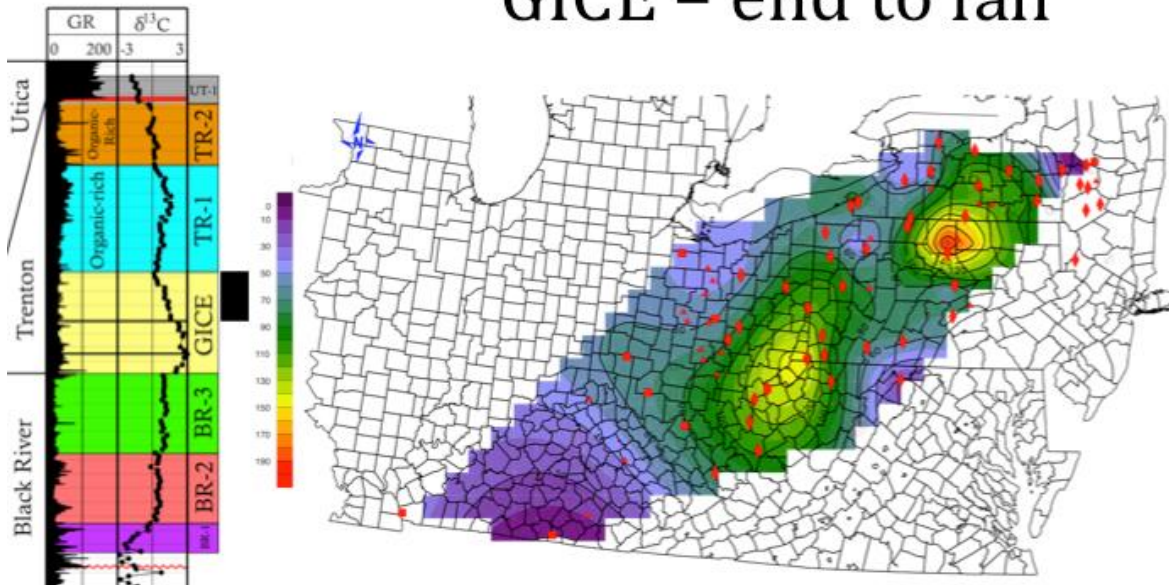 GICE – end to fall
GR
δ¹³C
0 200
-3 3
Utica
Trenton
Black River
UT-1
Organic-
Rich
TR-2
Organic-rich
TR-1
GICE
BR-3
BR-2
BR-1
0
10
30
50
70
90
110
130
150
170
190
N